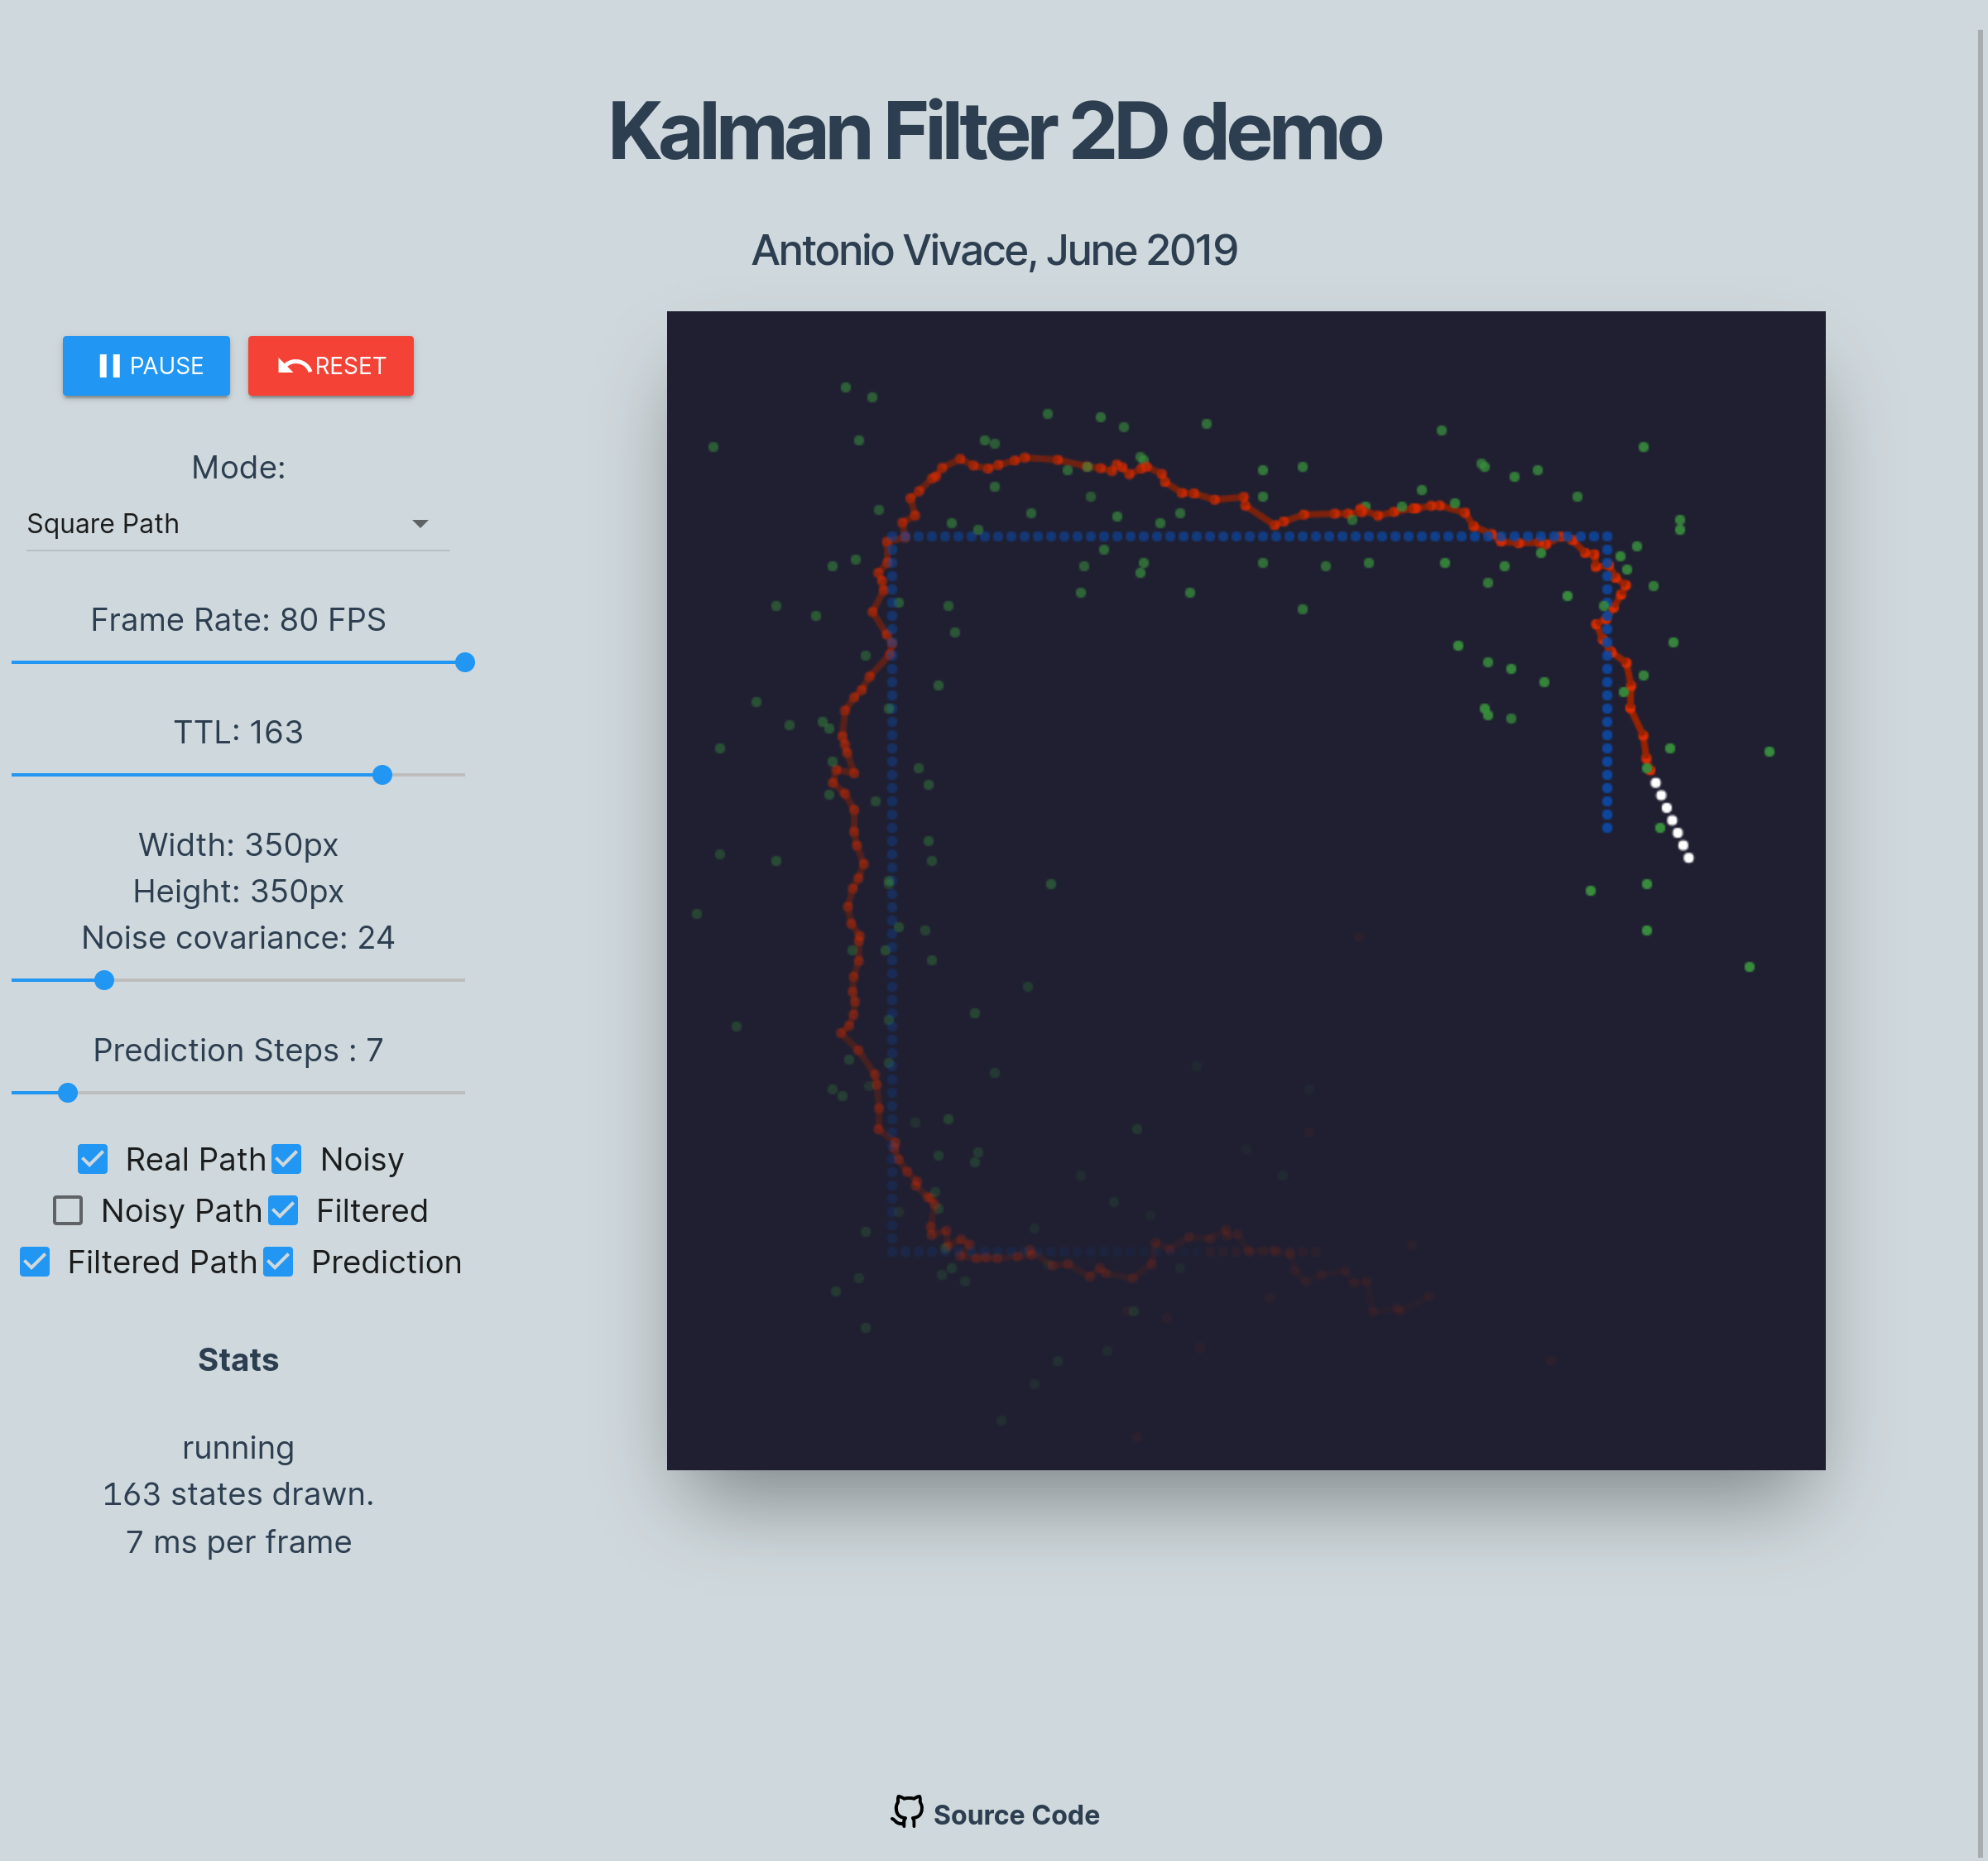 Kalman Filter 2D demo
Antonio Vivace, June 2019
PAUSE RESET
Mode:
Square Path
Frame Rate: 80 FPS
TTL: 163
Width: 350px
Height: 350px
Noise covariance: 24
Prediction Steps : 7
Real Path Noisy
Noisy Path Filtered
Filtered Path Prediction
Stats
running
163 states drawn.
7 ms per frame
Source Code